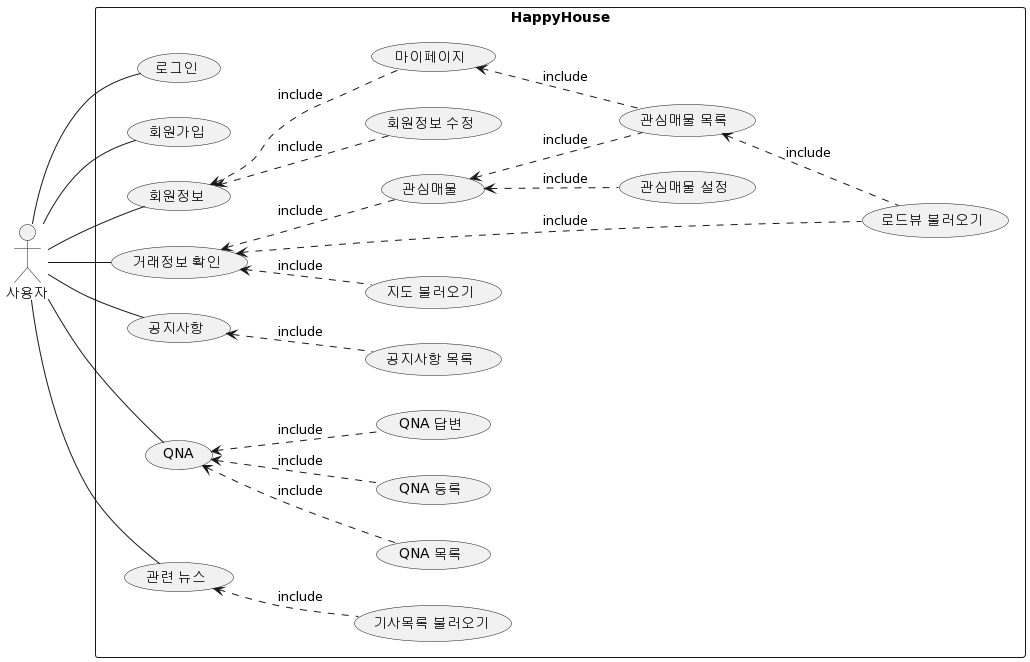 HappyHouse
마이페이지
로그인
include
include
관심매물 목록
회원가입
회원정보 수정
include
include
include
회원정보
관심매물
include
관심매물 설정
include
include
로드뷰 불러오기
거래정보 확인
include
지도 불러오기
사용자
공지사항
include
공지사항 목록
QNA 답변
include
QNA
include
QNA 등록
include
QNA 목록
관련 뉴스
include
기사목록 불러오기